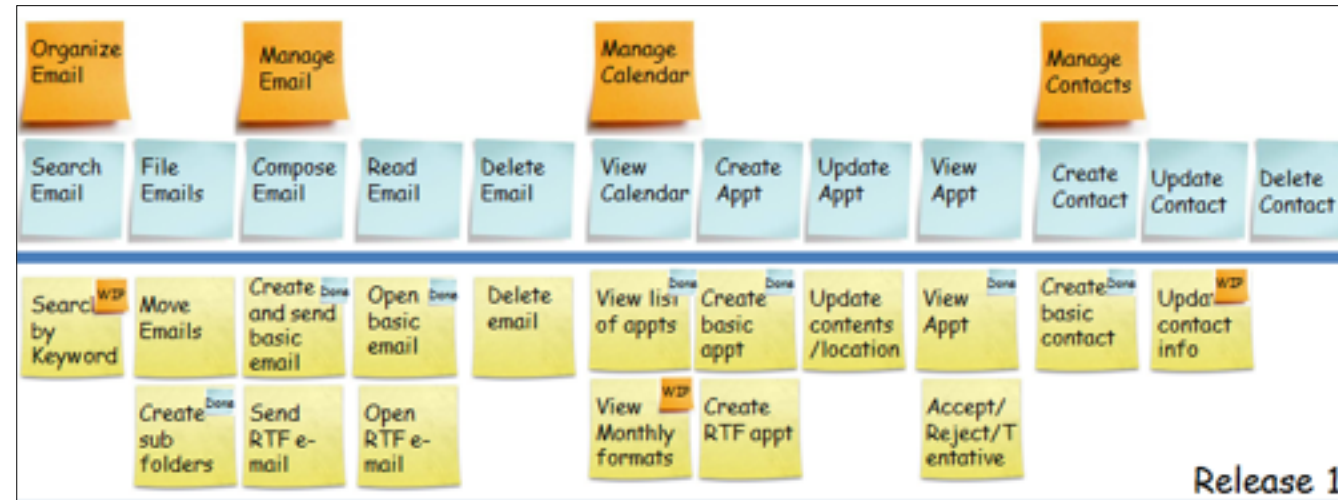 Organize
Email
Manage
Email
Manage
Calendar
Manage
Contacts
Search
Email
File
Emails
Compose
Email
Read
Email
Delete
Email
View
Calendar
Create
Appt
Update
Appt
View
Appt
Create
Contact
Update
Contact
Delete
Contact
WIP
by
Keyword
Move
Emails
Create
Done
and send
basic
email
Open
Done
basic
email
Delete
email
Done
View list
of appts
Done
Create
basic
appt
Update
contents
/location
Done
View
Appt
Done
Create
basic
contact
WIP
contact
info
Done
Create
sub
folders
Send
RTF e-
mail
Open
RTF e-
mail
WIP
View
Monthly
formats
Create
RTF appt
Accept/
Reject/T
entative
Release 1